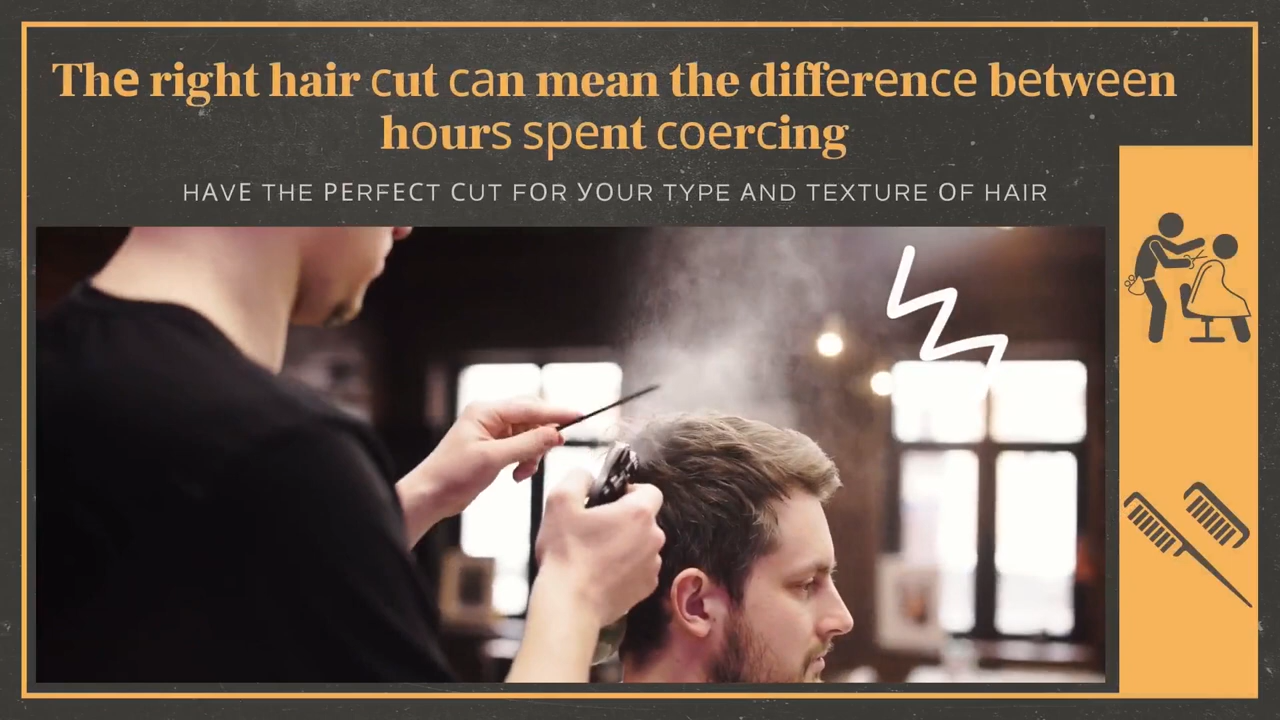 The right hair cut can mean the difference between
hours spent coercing
HAVE THE PERFECT CUT FOR YOUR TYPE AND TEXTURE OF HAIR